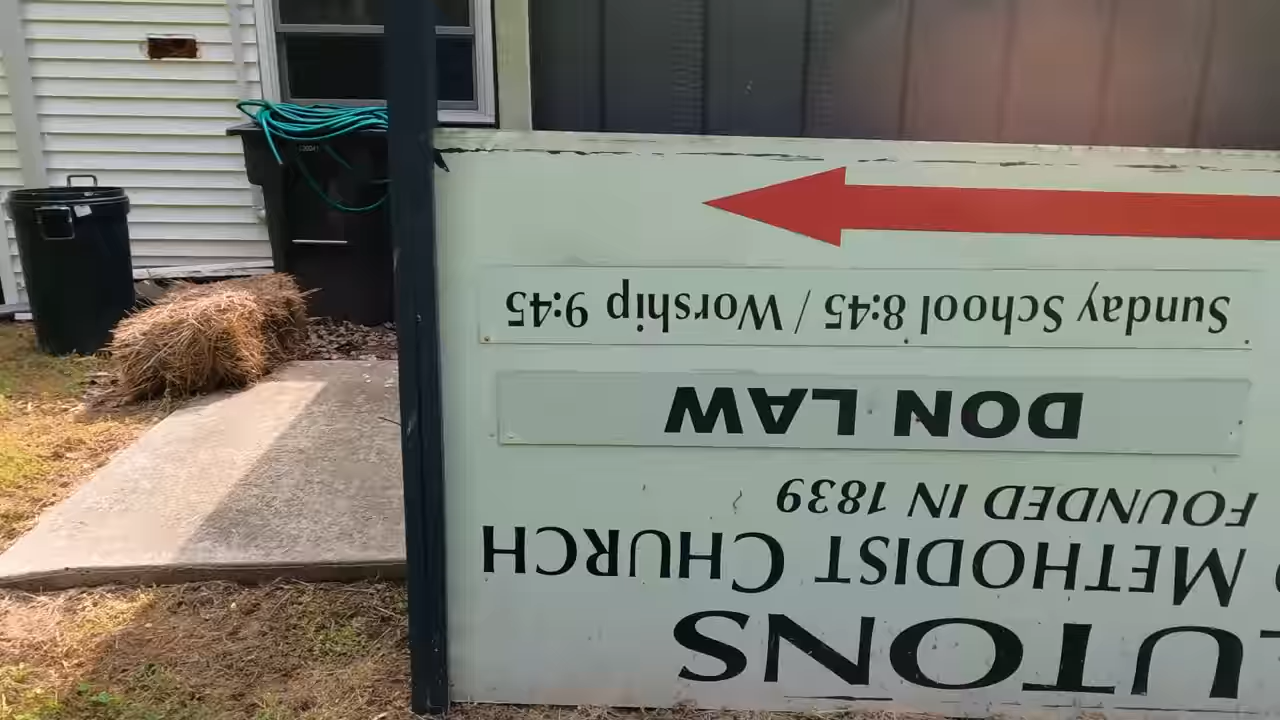 UTONS
METHODIST CHURCH
FOUNDED IN 1839
DON LAW
Sunday School 8:45 / Worship 9:45